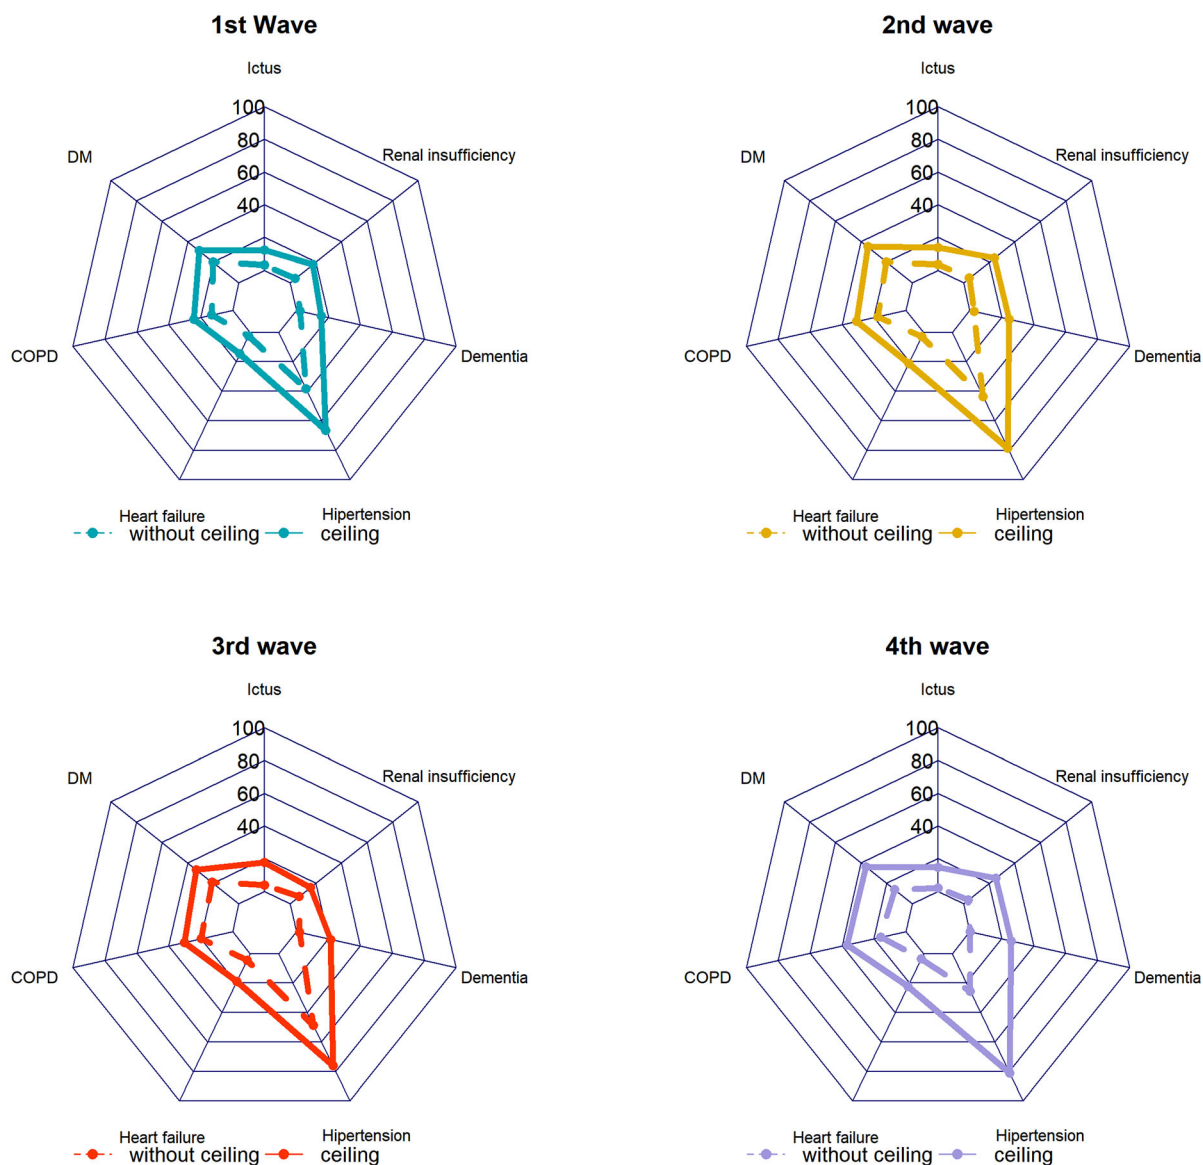 1st Wave
Ictus
100
80
60
40
DM
Renal insufficiency
COPD
Dementia
Heart failure
Hipertension
without ceiling
ceiling
2nd wave
Ictus
100
80
60
40
DM
Renal insufficiency
COPD
Dementia
Heart failure
Hipertension
without ceiling
ceiling
3rd wave
Ictus
100
80
60
40
DM
Renal insufficiency
COPD
Dementia
Heart failure
Hipertension
without ceiling
ceiling
4th wave
Ictus
100
80
60
40
DM
Renal insufficiency
COPD
Dementia
Heart failure
Hipertension
without ceiling
ceiling